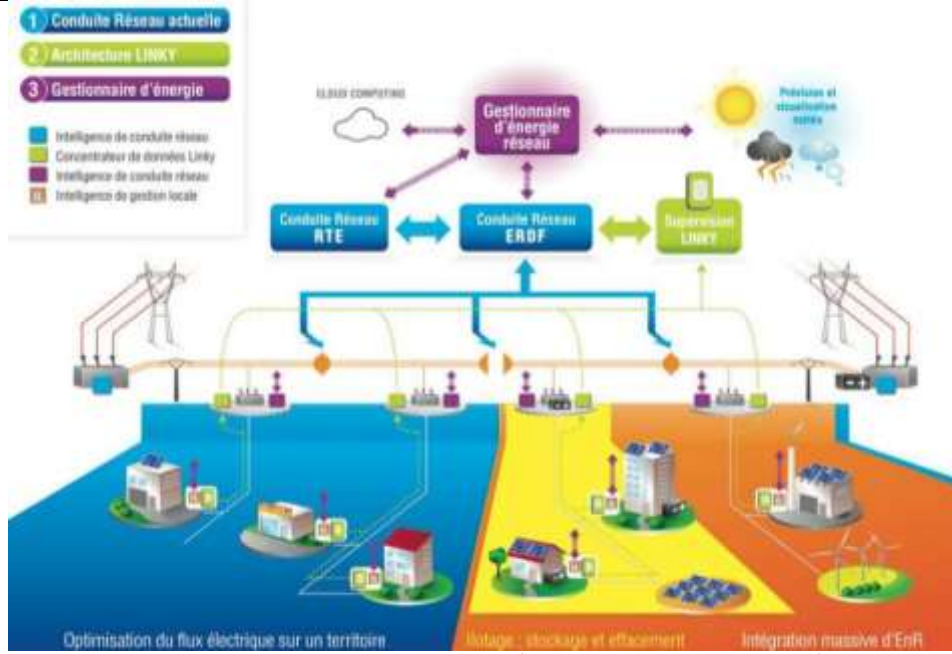 1 Conduite Réseau actuelle
2 Architecture LINKY
3 Gestionnaire d'énergie
Intelligence de conduite réseau
Concentrateur de données Linky
Intelligence de conduite réseau
Intelligence de gestion locale
CLOUD COMPUTING
Gestionnaire
d'énergie
réseau
Prévision et
visualisation
météo
Conduite Réseau
RTE
Conduite Réseau
ERDF
Supervision
LINKY
Optimisation du flux électrique sur un territoire
Ilotage : stockage et effacement
Intégration massive d'EnR